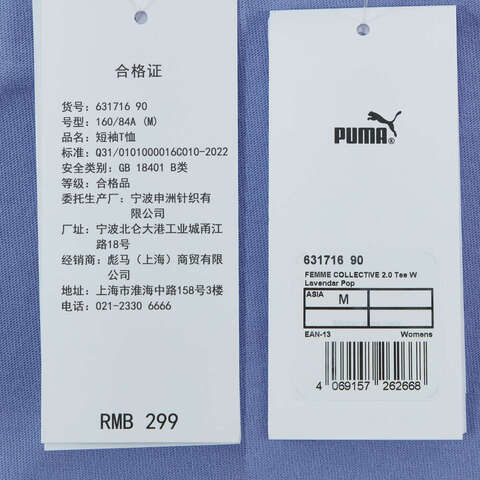 合格证
货号：631716 90
号型：160/84A (M)
品名：短袖T恤
标准：Q31/0101000016C010-2022
安全类别：GB 18401 B类
等级：合格品
委托生产厂：宁波申洲针织有
限公司
厂址：宁波北仑大港工业城甬江
路18号
经销商：彪马（上海）商贸有限
公司
地址：上海市淮海中路158号3楼
电话：021-2330 6666
RMB 299
PUMA
631716 90
FEMME COLLECTIVE 2.0 Tee W
Lavendar Pop
ASIA M
EAN-13 Womens
4 069157 262668